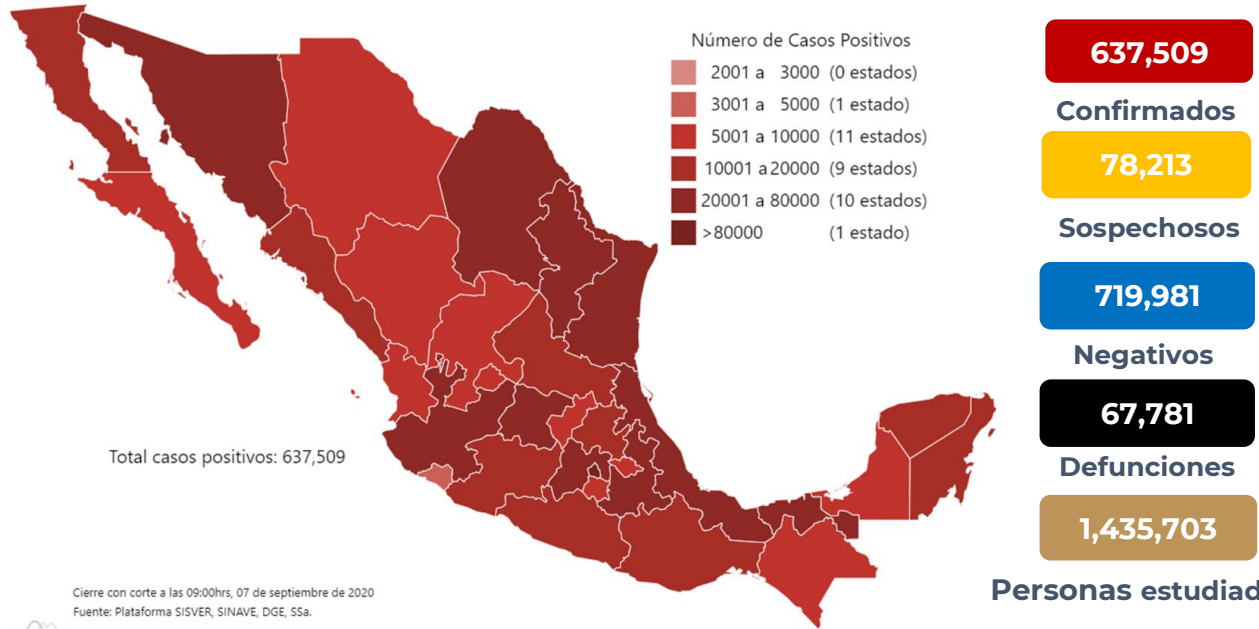 Número de Casos Positivos
2001 a 3000 (0 estados)
3001 a 5000 (1 estado)
5001 a 10000 (11 estados)
10001 a 20000 (9 estados)
20001 a 80000 (10 estados)
>80000 (1 estado)
Total casos positivos: 637,509
Cierre con corte a las 09:00hrs, 07 de septiembre de 2020
Fuente: Plataforma SISVER, SINAVE, DGE, SSa.
637,509
Confirmados
78,213
Sospechosos
719,981
Negativos
67,781
Defunciones
1,435,703
Personas estudiad